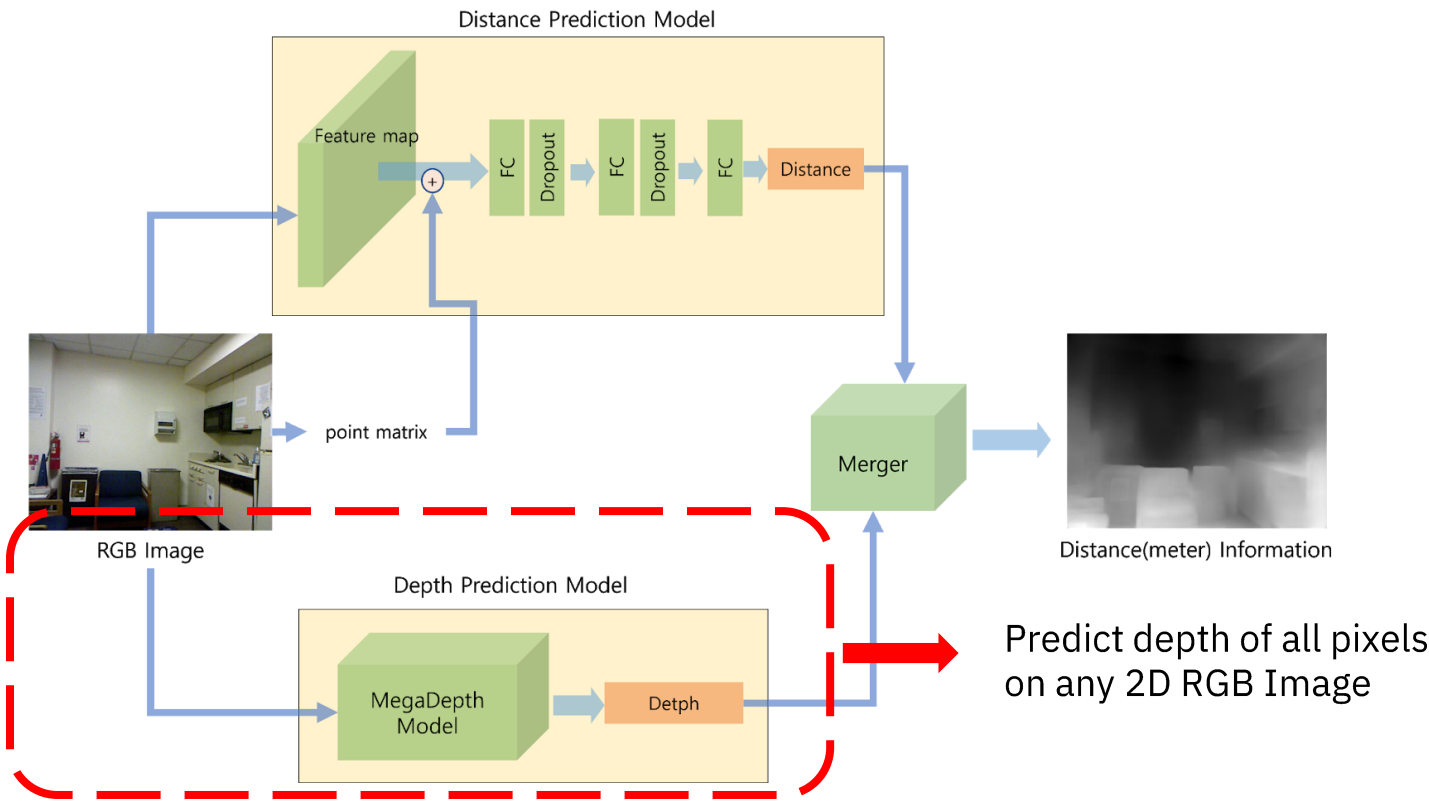 Distance Prediction Model
Feature map
+
FC
Dropout
FC
Dropout
FC
Distance
point matrix
RGB Image
Merger
Distance(meter) Information
Depth Prediction Model
MegaDepth
Model
Detph
Predict depth of all pixels
on any 2D RGB Image